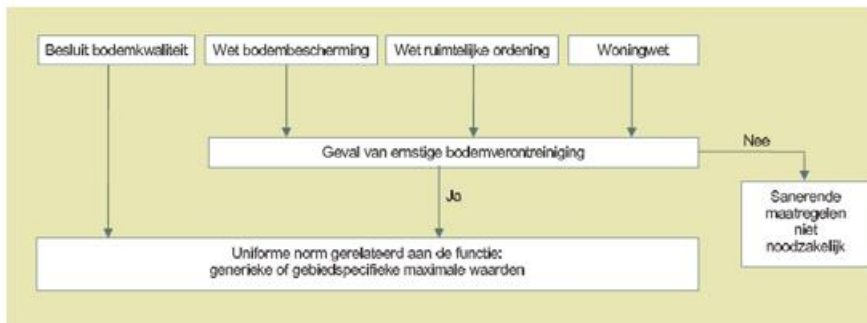 Besluit bodemkwaliteit
Wet bodembescherming
Wet ruimtelijke ordening
Woningwet
Geval van ernstige bodemverontreiniging
Nee
Ja
Sanerende
maatregelen
niet
noodzakelijk
Uniforme norm gerelateerd aan de functie:
generieke of gebiedspecifieke maximale waarden